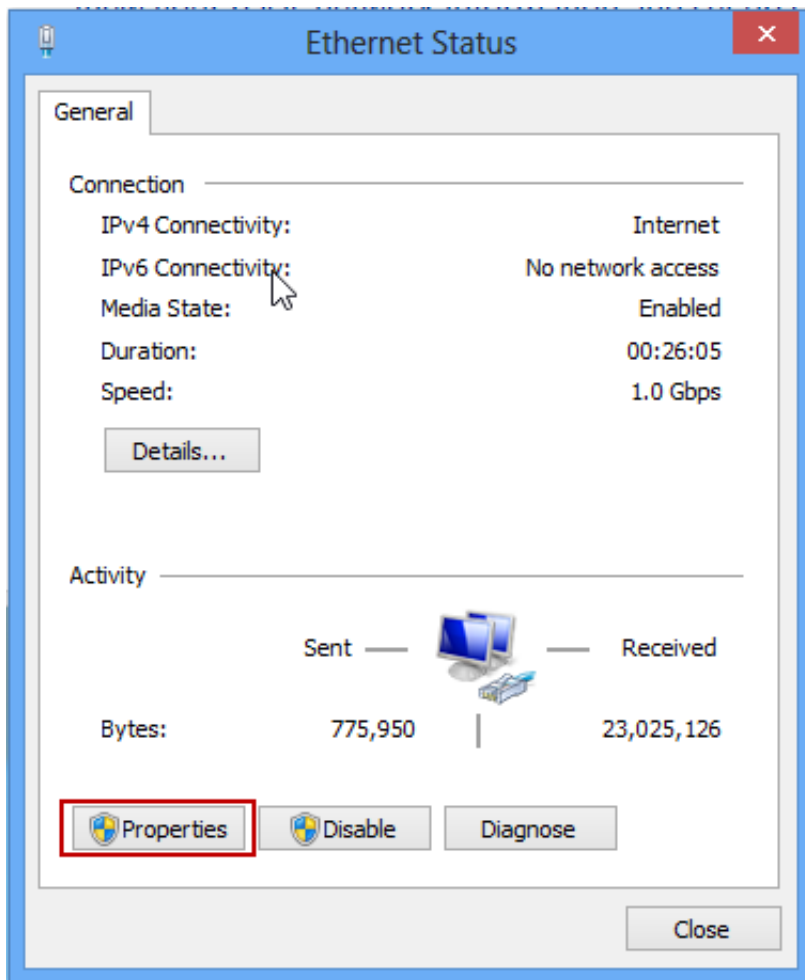 Ethernet Status
General
Connection
IPv4 Connectivity: Internet
IPv6 Connectivity: No network access
Media State: Enabled
Duration: 00:26:05
Speed: 1.0 Gbps
Details...
Activity
Sent Received
Bytes: 775,950 23,025,126
Properties Disable Diagnose
Close